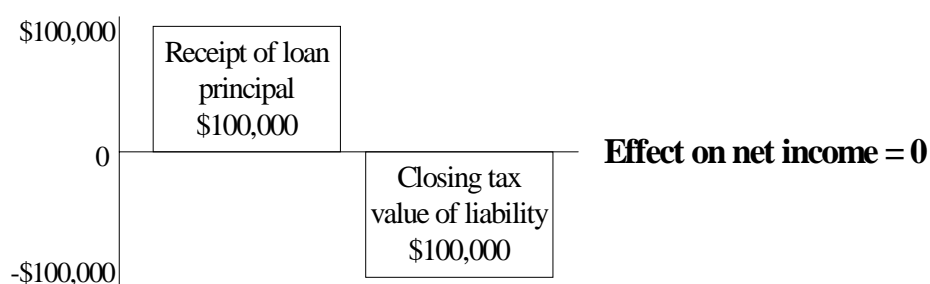 $100,000
Receipt of loan
principal
$100,000
0
Effect on net income = 0
Closing tax
value of liability
$100,000
-$100,000